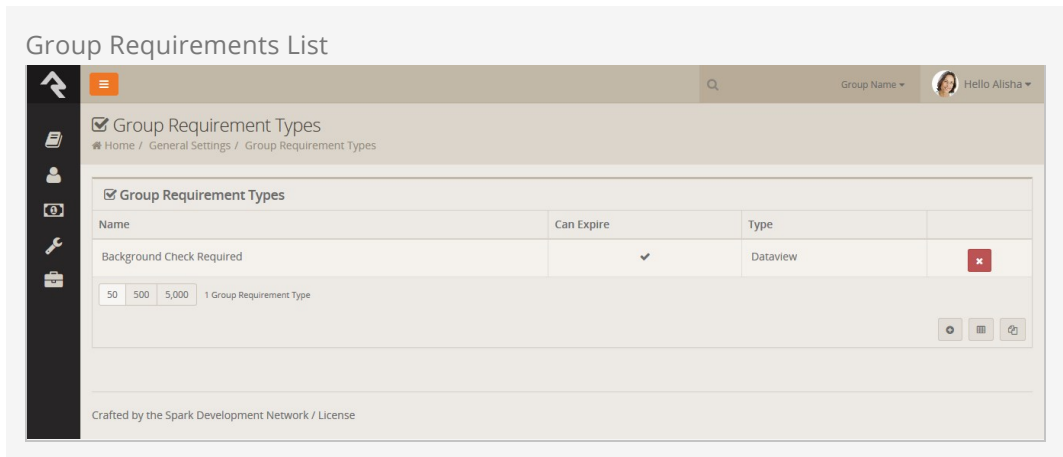 Group Requirements List
Group Name
Hello Alisha
Group Requirement Types
Home / General Settings / Group Requirement Types
Group Requirement Types
Name Can Expire Type
Background Check Required Dataview
50 500 5,000 1 Group Requirement Type
Crafted by the Spark Development Network / License